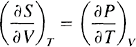 (∂S/∂V)_T = (∂P/∂T)_V